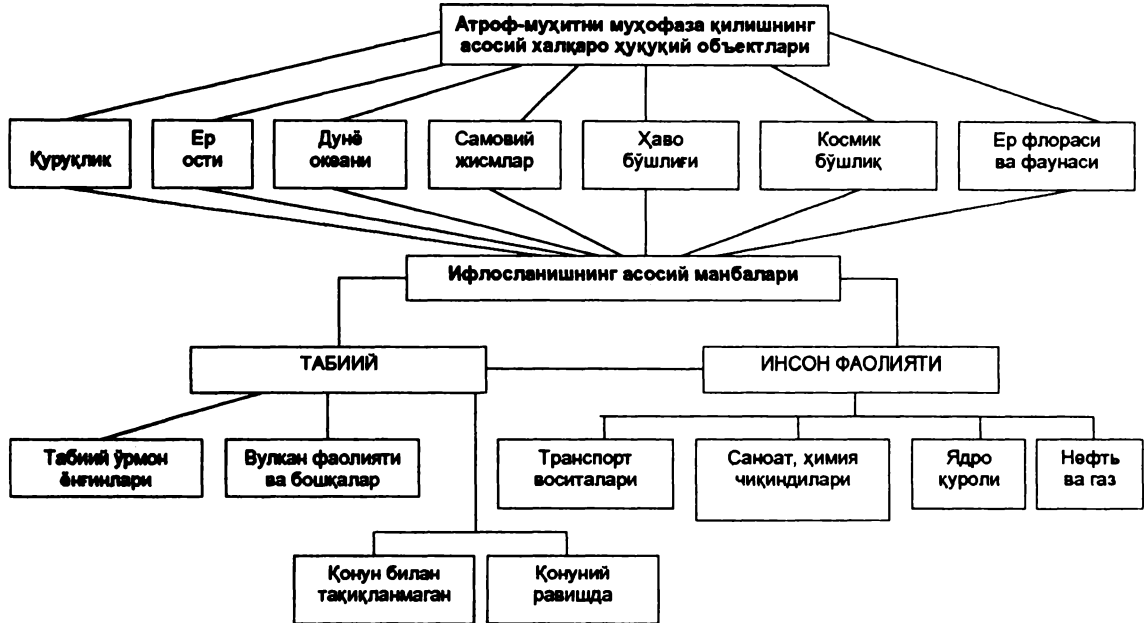 Атроф-муҳитни муҳофаза қилишнинг
асосий халқаро ҳуқуқий объектлари
Қуруқлик
Ер
ости
Дунё
океани
Самовий
жисмлар
Ҳаво
бўшлиғи
Космик
бўшлиқ
Ер флораси
ва фаунаси
Ифлосланишнинг асосий манбалари
ТАБИИЙ
ИНСОН ФАОЛИЯТИ
Табиий ўрмон
ёнғинлари
Вулкан фаолияти
ва бошқалар
Транспорт
воситалари
Саноат, ҳимия
чиқиндилари
Ядро
қуроли
Нефть
ва газ
Қонун билан
тақиқланмаган
Қонуний
равишда